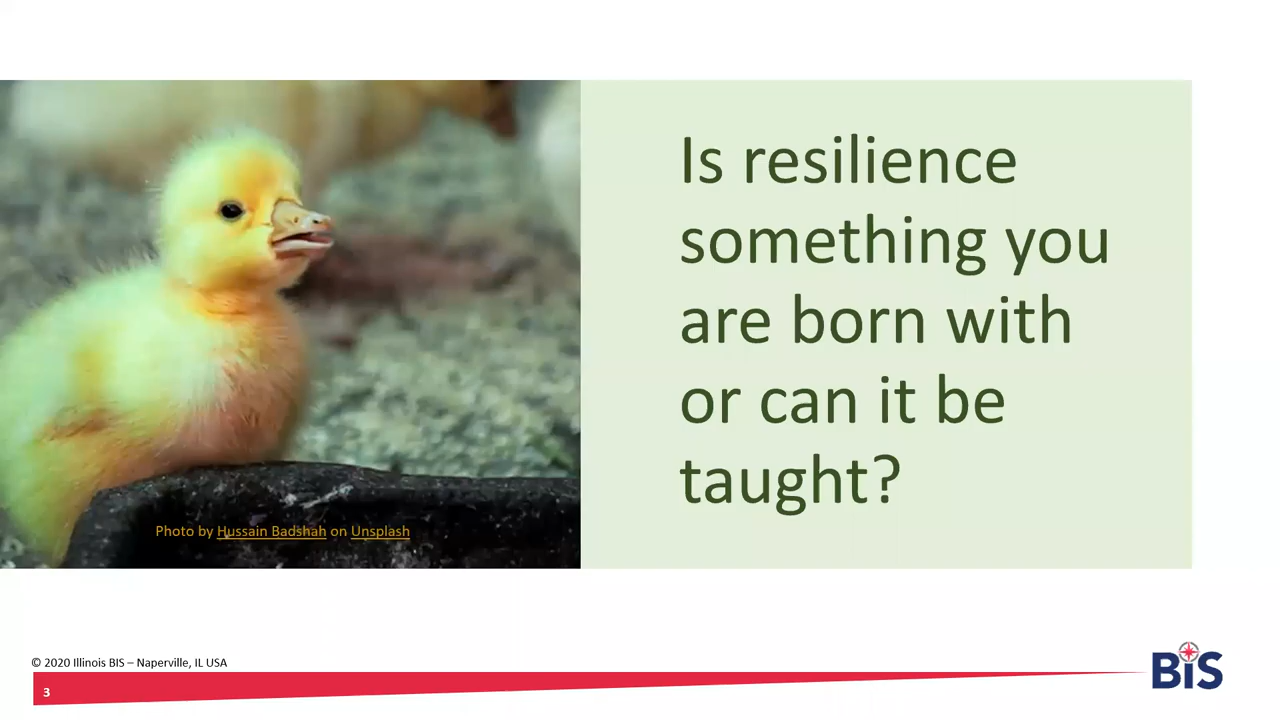 Is resilience
something you
are born with
or can it be
taught?
Photo by Hussain Badshah on Unsplash
© 2020 Illinois BIS – Naperville, IL USA
3
BiS